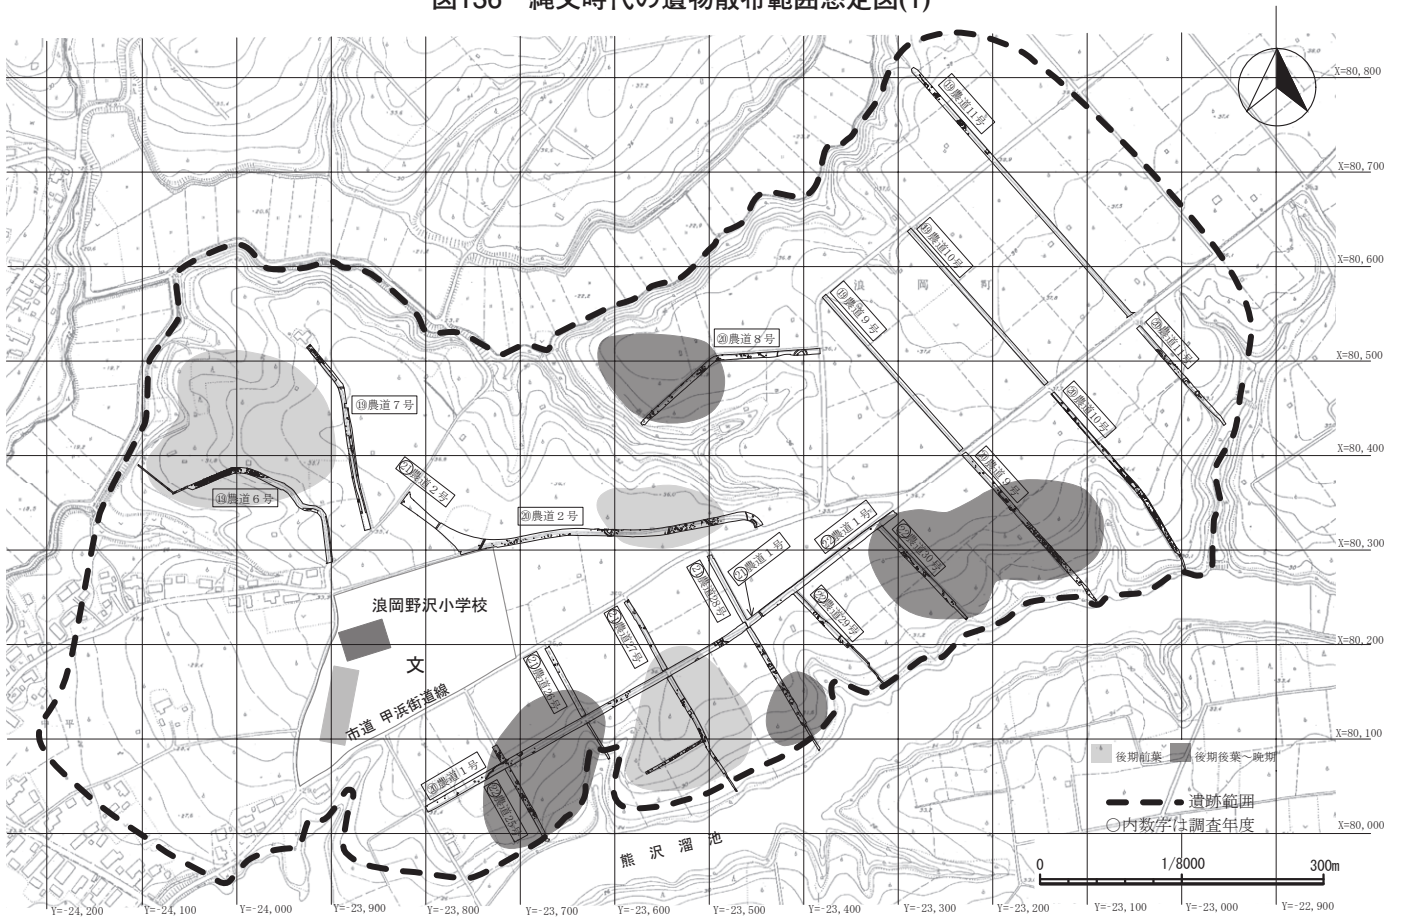 図156 縄文時代の遺物散布範囲想定図(1)
X=80,800
⑲農道11号
X=80,700
⑲農道10号
X=80,600
浪岡町
⑲農道9号
⑳農道8号
⑳農道11号
X=80,500
⑲農道7号
⑳農道10号
X=80,400
㉑農道2号
⑳農道9号
⑲農道6号
⑳農道2号
㉒農道1号
㉒農道30号
X=80,300
㉑農道1号
㉑農道28号
浪岡野沢小学校
㉒農道29号
㉑農道27号
X=80,200
文
㉑農道26号
市道 甲浜街道線
X=80,100
後期前葉
後期後葉~晩期
⑳農道1号
遺跡範囲
㉒農道25号
○内数字は調査年度
X=80,000
熊沢溜池
0 1/8000 300m
Y=-24,200 Y=-24,100 Y=-24,000 Y=-23,900 Y=-23,800 Y=-23,700 Y=-23,600 Y=-23,500 Y=-23,400 Y=-23,300 Y=-23,200 Y=-23,100 Y=-23,000 Y=-22,900